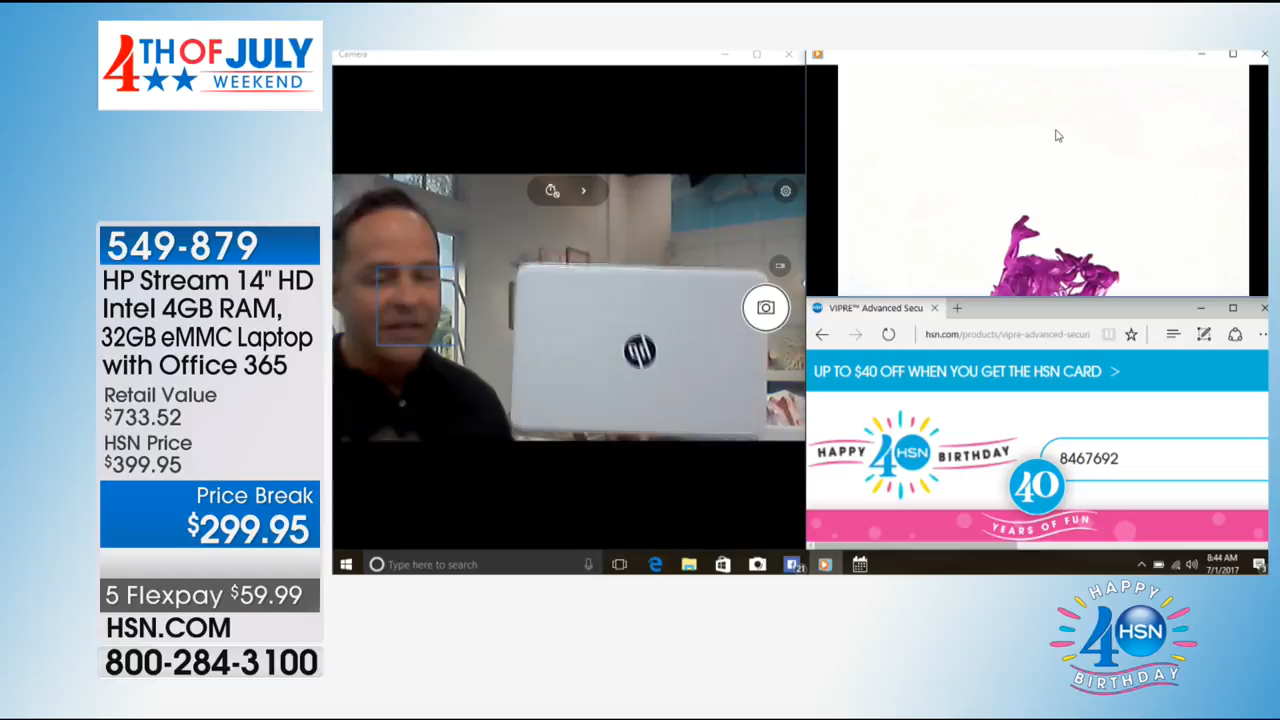 4TH OF JULY
WEEKEND
549-879
HP Stream 14" HD
Intel 4GB RAM,
32GB eMMC Laptop
with Office 365
Retail Value
$733.52
HSN Price
$399.95
Price Break
$299.95
5 Flexpay $59.99
HSN.COM
800-284-3100
Camera
hp
VIPRE™ Advanced Secu
hsn.com/products/vipre-advanced-securi
UP TO $40 OFF WHEN YOU GET THE HSN CARD >
HAPPY 40 HSN BIRTHDAY
8467692
40
YEARS OF FUN
Type here to search
21
8:44 AM
7/1/2017
HAPPY
40 HSN
BIRTHDAY